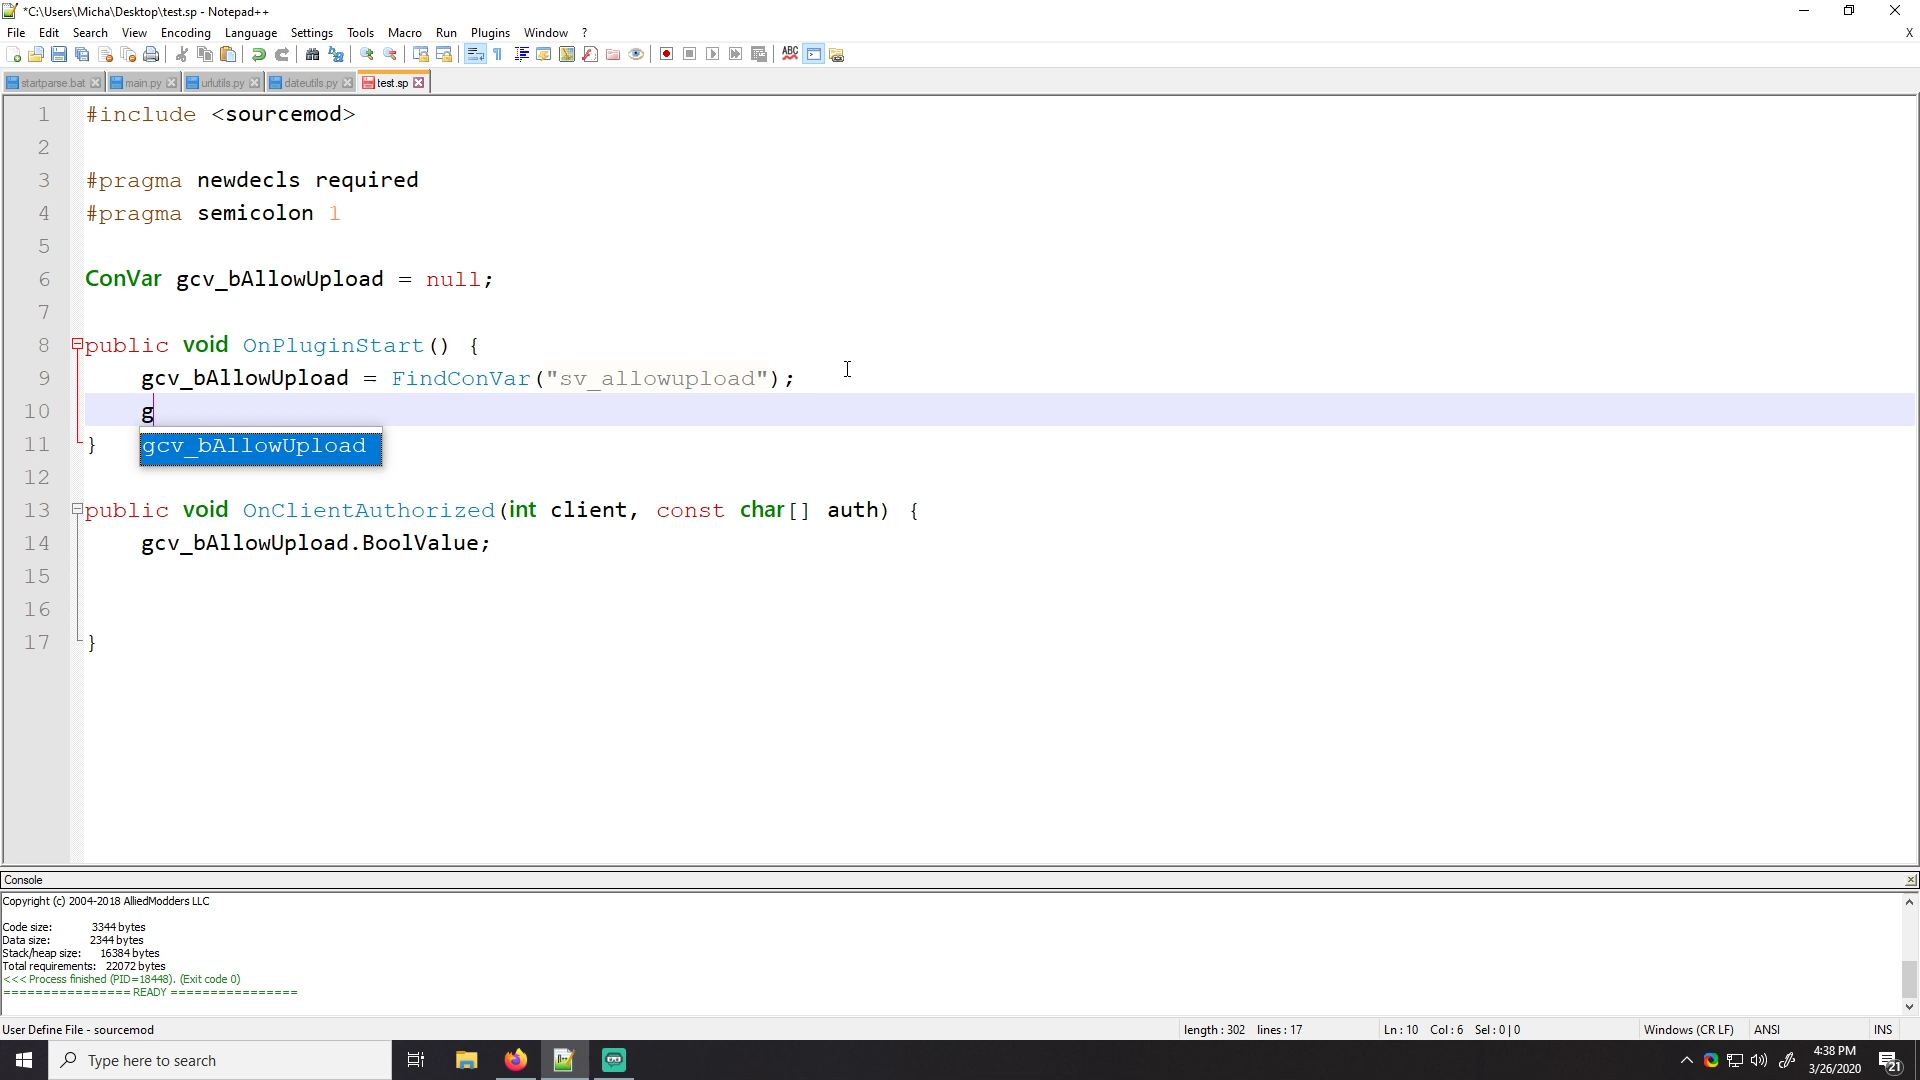 *C:\Users\Micha\Desktop\test.sp - Notepad++
File Edit Search View Encoding Language Settings Tools Macro Run Plugins Window ? X
startparse.bat main.py urlutils.py dateutils.py test.sp
1 #include <sourcemod>
2
3 #pragma newdecls required
4 #pragma semicolon 1
5
6 ConVar gcv_bAllowUpload = null;
7
8 public void OnPluginStart() {
9 gcv_bAllowUpload = FindConVar("sv_allowupload");
10 g
gcv_bAllowUpload
11 }
12
13 public void OnClientAuthorized(int client, const char[] auth) {
14 gcv_bAllowUpload.BoolValue;
15
16
17 }
Console
Copyright (c) 2004-2018 AlliedModders LLC
Code size: 3344 bytes
Data size: 2344 bytes
Stack/heap size: 16384 bytes
Total requirements: 22072 bytes
<<< Process finished (PID=18448). (Exit code 0)
================ READY ================
User Define File - sourcemod length : 302 lines : 17 Ln : 10 Col : 6 Sel : 0 | 0 Windows (CR LF) ANSI INS
Type here to search
4:38 PM
3/26/2020
21